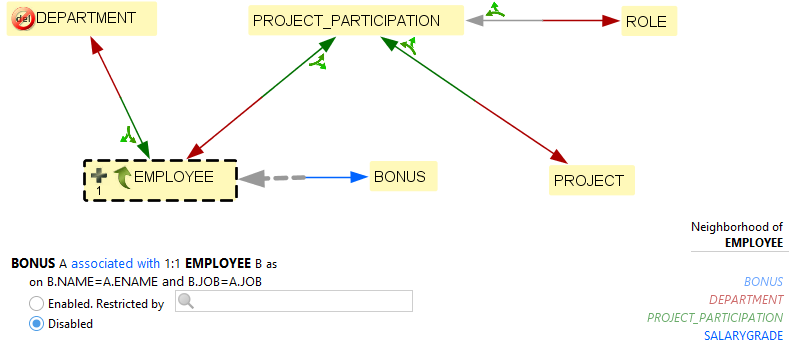 del DEPARTMENT
PROJECT_PARTICIPATION
ROLE
EMPLOYEE
1
BONUS
PROJECT
Neighborhood of
EMPLOYEE
BONUS A associated with 1:1 EMPLOYEE B as
on B.NAME=A.ENAME and B.JOB=A.JOB
Enabled. Restricted by
Disabled
BONUS
DEPARTMENT
PROJECT_PARTICIPATION
SALARYGRADE